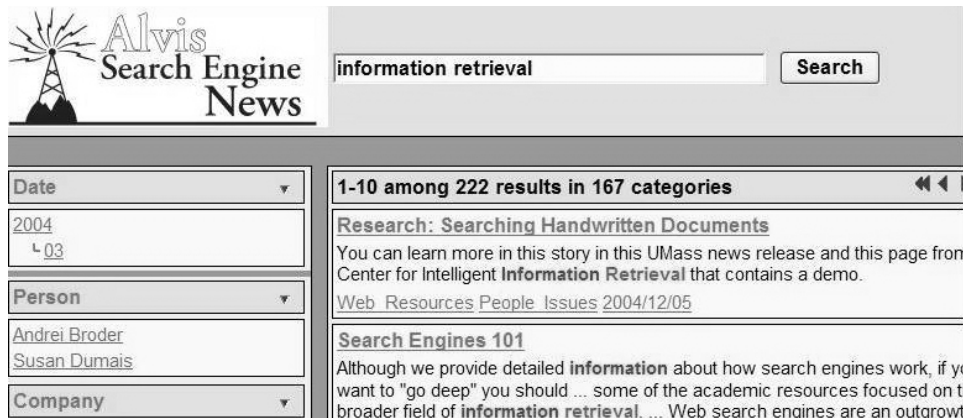 Alvis
Search Engine
News
information retrieval
Search
Date
2004
03
Person
Andrei Broder
Susan Dumais
Company
1-10 among 222 results in 167 categories
Research: Searching Handwritten Documents
You can learn more in this story in this UMass news release and this page from
Center for Intelligent Information Retrieval that contains a demo.
Web Resources People Issues 2004/12/05
Search Engines 101
Although we provide detailed information about how search engines work, if
want to "go deep" you should ... some of the academic resources focused on
broader field of information retrieval. ... Web search engines are an